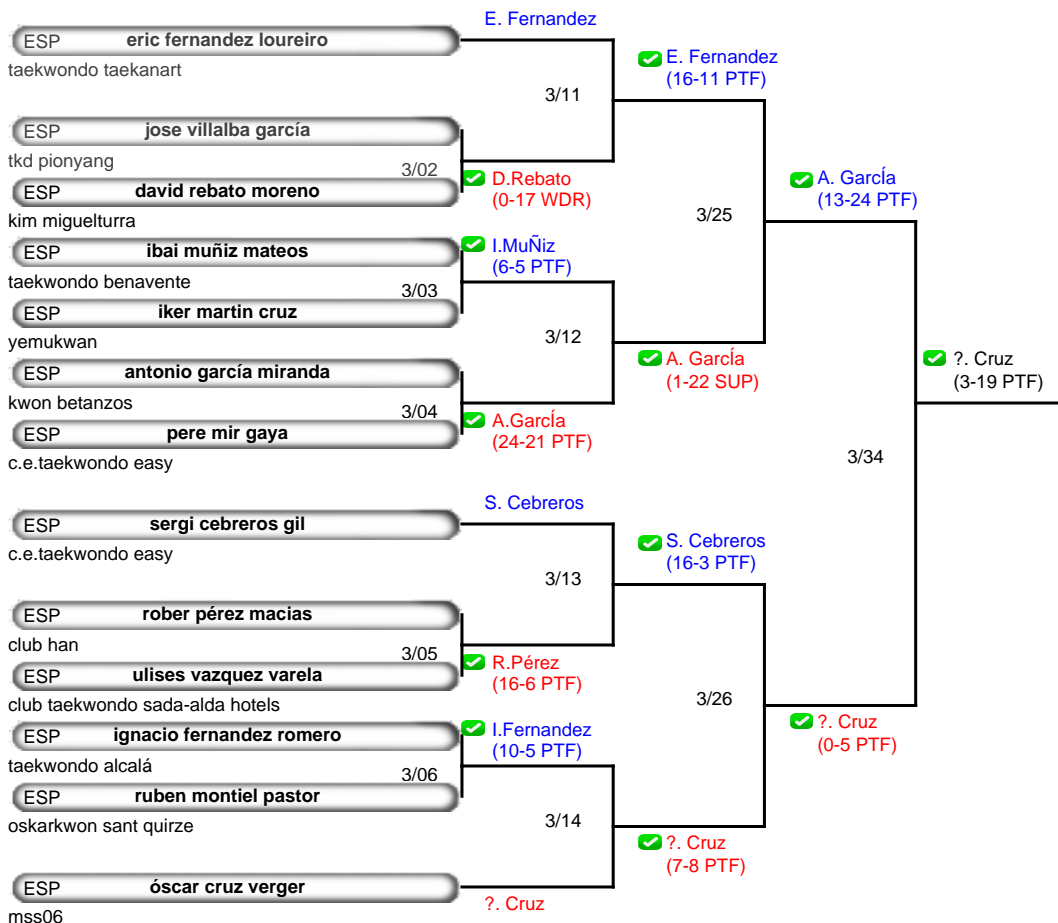 E. Fernandez
ESP eric fernandez loureiro
taekwondo taekanart
E. Fernandez
(16-11 PTF)
3/11
ESP jose villalba garcía
tkd pionyang
3/02
ESP david rebato moreno
kim miguelturra
D.Rebato
(0-17 WDR)
A. García
(13-24 PTF)
3/25
ESP ibai muñiz mateos
taekwondo benavente
I.MuÑiz
(6-5 PTF)
3/03
ESP iker martin cruz
yemukwan
3/12
A. GarcÍa
(1-22 SUP)
ESP antonio garcía miranda
kwon betanzos
3/04
ESP pere mir gaya
c.e.taekwondo easy
A.GarcÍa
(24-21 PTF)
?. Cruz
(3-19 PTF)
3/34
S. Cebreros
ESP sergi cebreros gil
c.e.taekwondo easy
S. Cebreros
(16-3 PTF)
3/13
ESP rober pérez macias
club han
3/05
ESP ulises vazquez varela
club taekwondo sada-alda hotels
R.Pérez
(16-6 PTF)
3/26
?. Cruz
(0-5 PTF)
ESP ignacio fernandez romero
taekwondo alcalá
I.Fernandez
(10-5 PTF)
3/06
ESP ruben montiel pastor
oskarkwon sant quirze
3/14
?. Cruz
(7-8 PTF)
ESP óscar cruz verger
mss06
?. Cruz